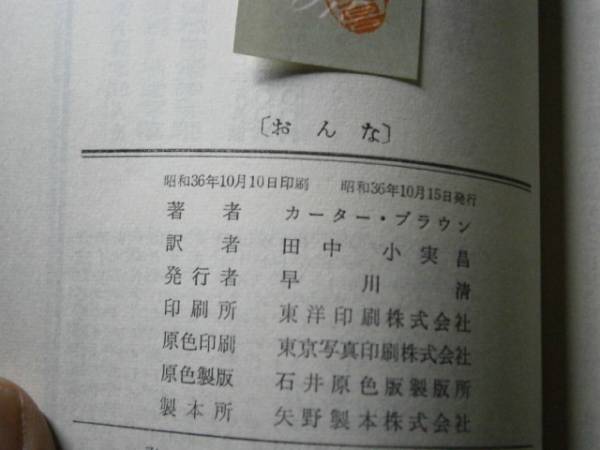 〔おんな〕
昭和36年10月10日印刷　昭和36年10月15日発行
著者　カーター・ブラウン
訳者　田中小実昌
発行者　早川清
印刷所　東洋印刷株式会社
原色印刷　東京写真印刷株式会社
原色製版　石井原色版製版所
製本所　矢野製本株式会社